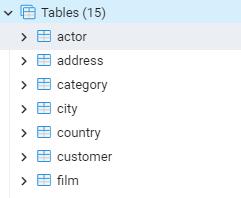 Tables (15)
actor
address
category
city
country
customer
film